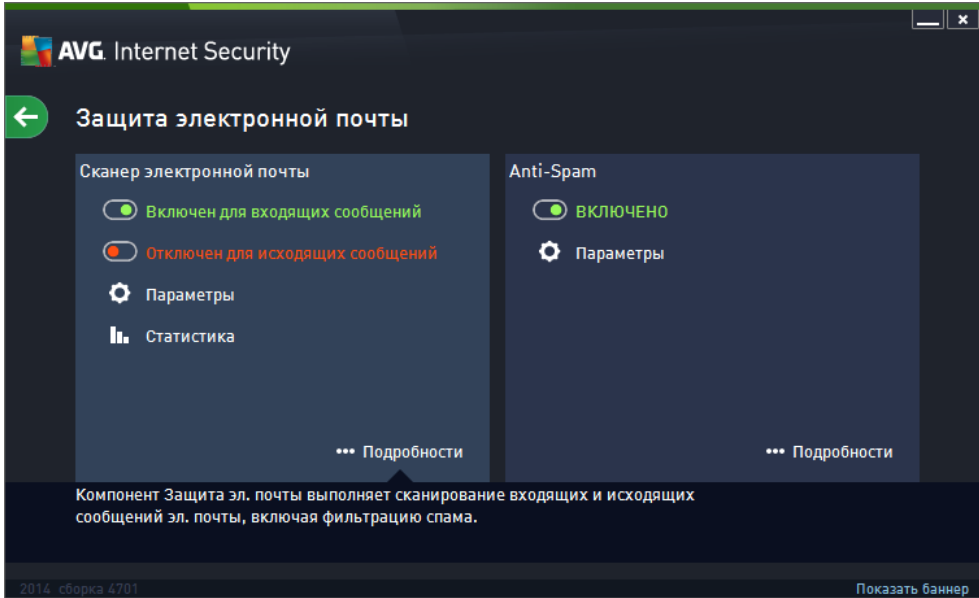 AVG. Internet Security
Защита электронной почты
Сканер электронной почты
Включен для входящих сообщений
Отключен для исходящих сообщений
Параметры
Статистика
••• Подробности
Anti-Spam
ВКЛЮЧЕНО
Параметры
••• Подробности
Компонент Защита эл. почты выполняет сканирование входящих и исходящих
сообщений эл. почты, включая фильтрацию спама.
2014 сборка 4701
Показать баннер